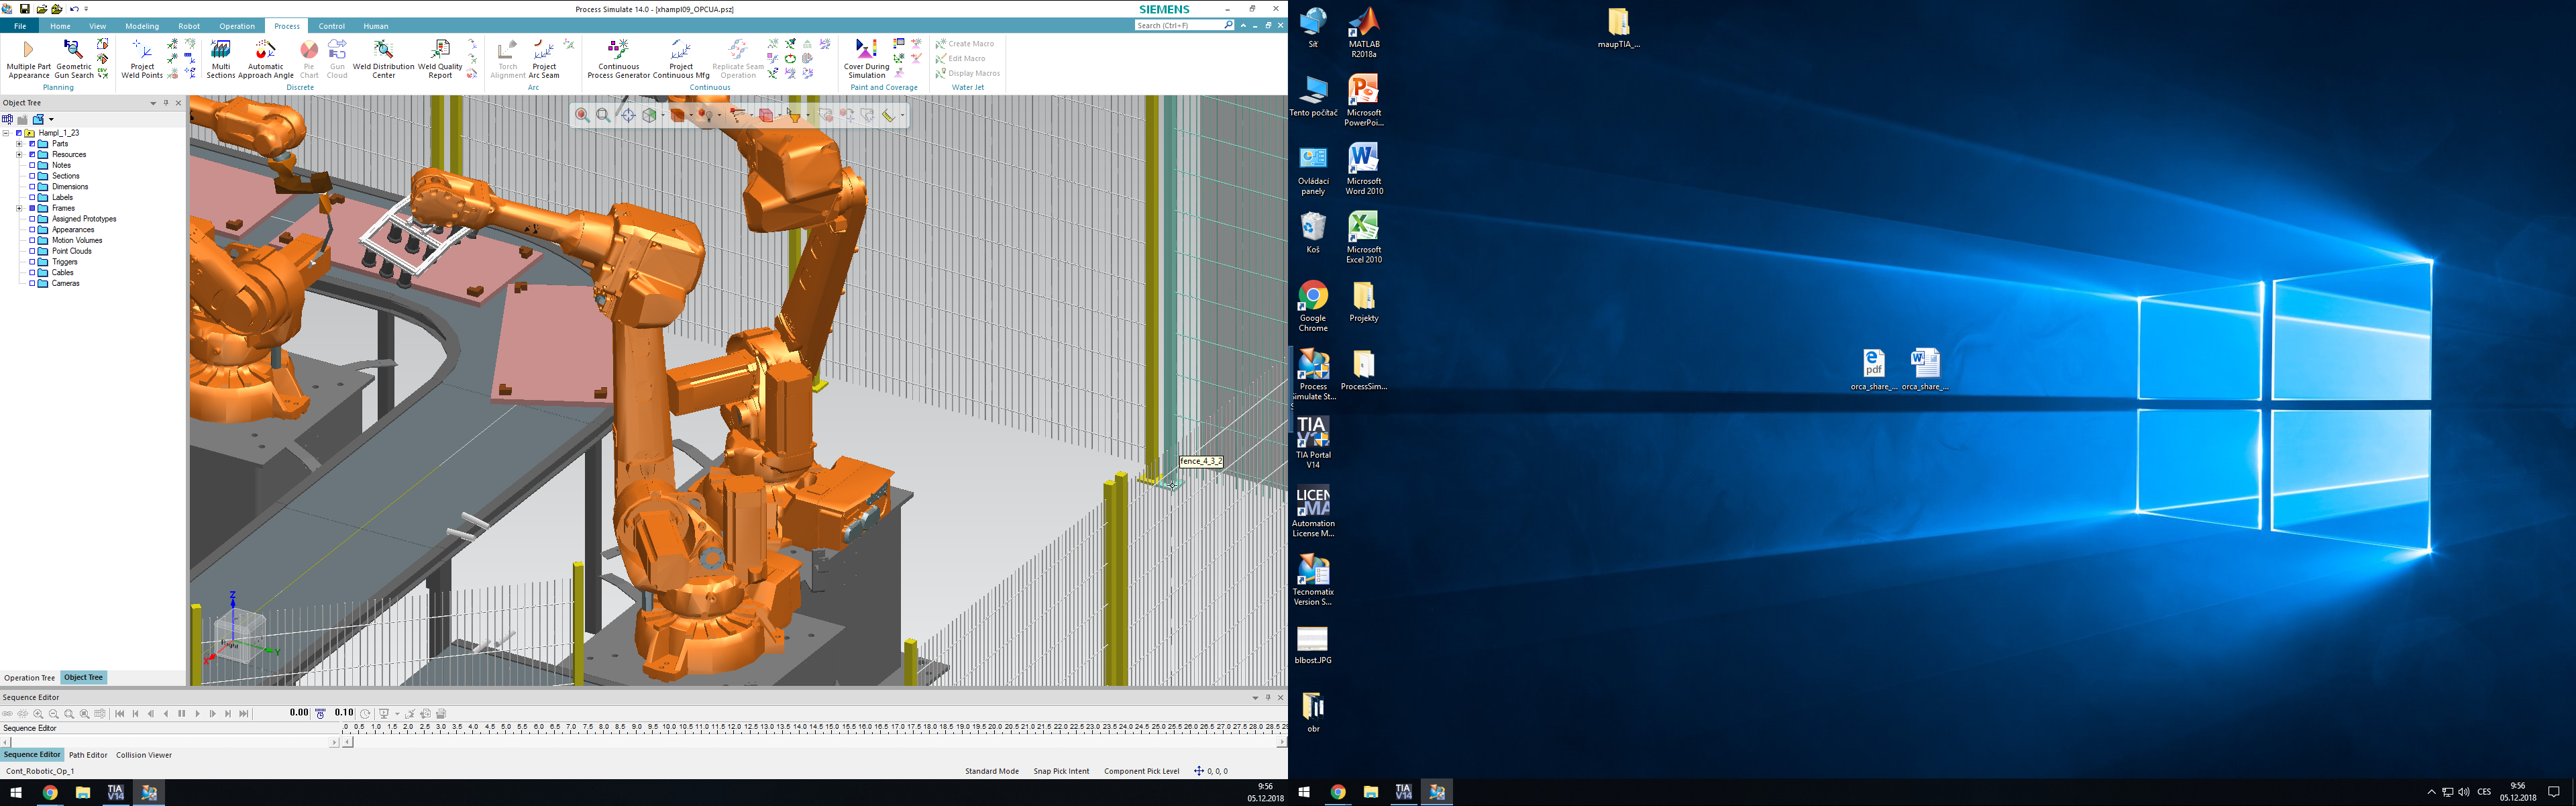 Process Simulate 14.0 - [xhampl09_OPCUA.psz]
SIEMENS
File Home View Modeling Robot Operation Process Control Human
Search (Ctrl+F)
Multiple Part Appearance
Geometric Gun Search
Planning
Project Weld Points
Multi Sections
Automatic Approach Angle
Pie Chart
Gun Cloud
Weld Distribution Center
Weld Quality Report
Discrete
Torch Alignment
Project Arc Seam
Arc
Continuous Process Generator
Project Continuous Mfg
Replicate Seam Operation
Continuous
Cover During Simulation
Paint and Coverage
Create Macro
Edit Macro
Display Macros
Water Jet
Object Tree
Hampl_1_23
Parts
Resources
Notes
Sections
Dimensions
Labels
Frames
Assigned Prototypes
Appearances
Motion Volumes
Point Clouds
Triggers
Cables
Cameras
fence_4_3_2
Z
X
Y
Operation Tree Object Tree
Sequence Editor
0.00 0.10
Sequence Editor
.0 0.5 1.0 1.5 2.0 2.5 3.0 3.5 4.0 4.5 5.0 5.5 6.0 6.5 7.0 7.5 8.0 8.5 9.0 9.5 10.0 10.5 11.0 11.5 12.0 12.5 13.0 13.5 14.0 14.5 15.0 15.5 16.0 16.5 17.0 17.5 18.0 18.5 19.0 19.5 20.0 20.5 21.0 21.5 22.0 22.5 23.0 23.5 24.0 24.5 25.0 25.5 26.0 26.5 27.0 27.5 28.0 28.5
Sequence Editor Path Editor Collision Viewer
Cont_Robotic_Op_1
Standard Mode Snap Pick Intent Component Pick Level 0, 0, 0
TIA V14
9:56
05.12.2018
Síť
MATLAB R2018a
maupTIA_...
Tento počítač
Microsoft PowerPoi...
Ovládací panely
Microsoft Word 2010
Koš
Microsoft Excel 2010
Google Chrome
Projekty
Process Simulate St...
ProcessSim...
pdf
orca_share_...
orca_share_...
TIA Portal V14
Automation License M...
Tecnomatix Version S...
blbost.JPG
obr
TIA V14
CES
9:56
05.12.2018